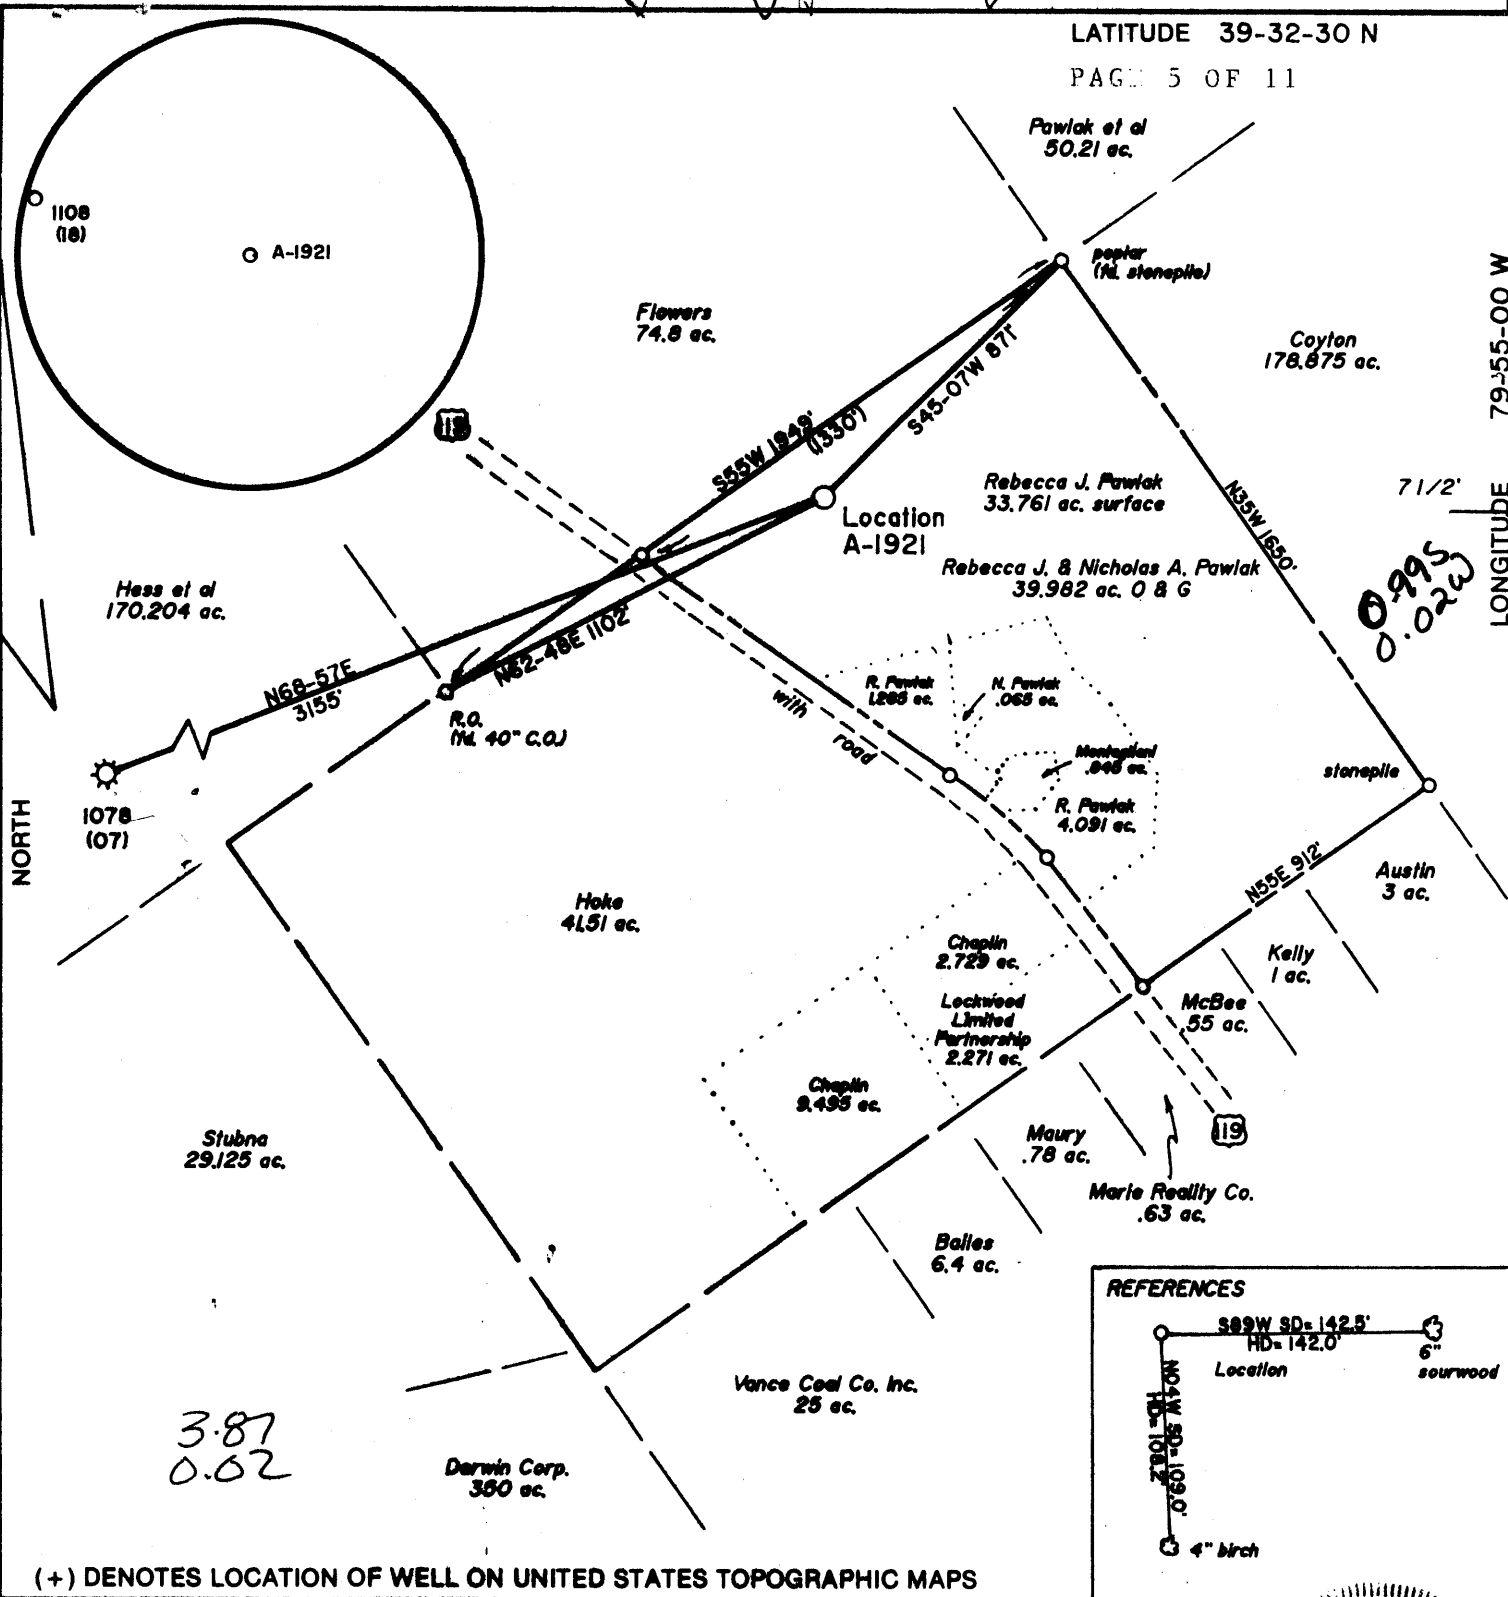 LATITUDE 39-32-30 N
PAGE 5 OF 11
Pawlak et al
50.21 ac.
1108
(18)
A-1921
poplar
(fd. stonepile)
Flowers
74.8 ac.
Coyton
178.875 ac.
LONGITUDE 79-55-00 W
119
S55W 1949'
(1330')
S45-07W 871'
Rebecca J. Pawlak
33.761 ac. surface
N35W 1650'
7 1/2'
Location
A-1921
Rebecca J. & Nicholas A. Pawlak
39.982 ac. O & G
0.99S
0.02W
Hess et al
170.204 ac.
N62-48E 1102'
N68-57E
3155'
R. Pawlak
1.285 ac.
N. Pawlak
.065 ac.
R.O.
(fd. 40" C.O.)
with
road
.845 ac.
stonepile
1078
(07)
R. Pawlak
4.091 ac.
NORTH
N55E 912'
Austin
3 ac.
Hoke
41.51 ac.
Chaplin
2.729 ac.
Kelly
1 ac.
Lockwood
Limited
Partnership
2.271 ac.
McBee
.55 ac.
Chaplin
9.495 ac.
Stubna
29.125 ac.
Maury
.78 ac.
119
Marie Reality Co.
.63 ac.
Bailes
6.4 ac.
REFERENCES
S89W SD= 142.5'
HD= 142.0'
6"
sourwood
Location
N04W SD= 109.0'
HD= 108.2'
4" birch
Vance Coal Co. Inc.
25 ac.
3.87
0.02
Darwin Corp.
350 ac.
(+) DENOTES LOCATION OF WELL ON UNITED STATES TOPOGRAPHIC MAPS